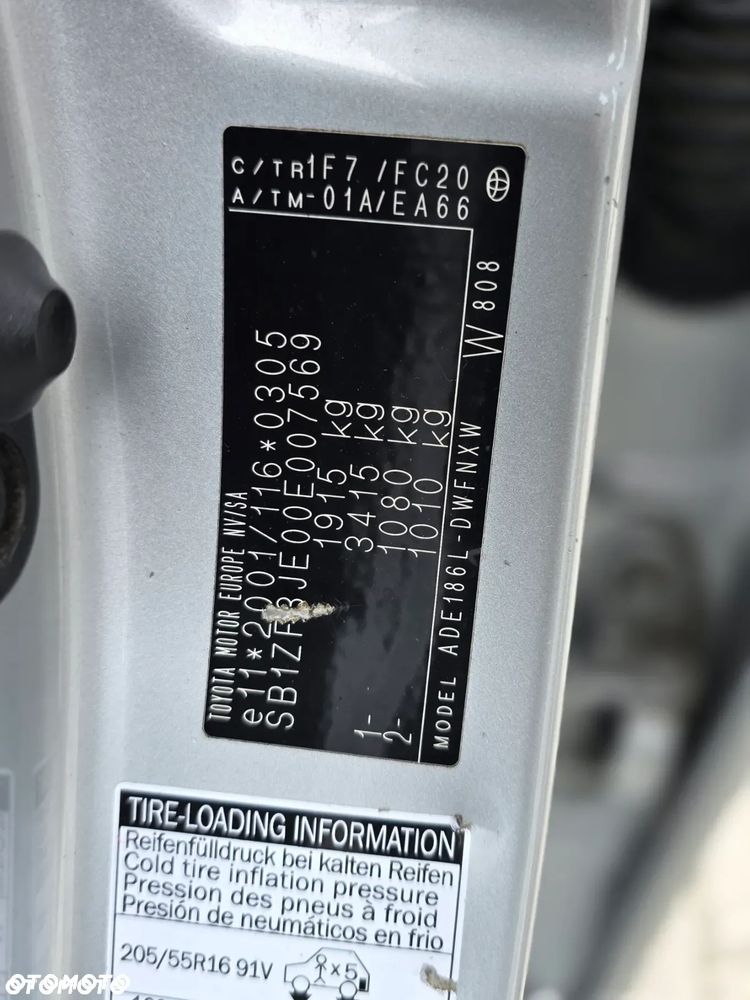 C/TR1F7 /FC20
A/TM-01A/EA66
TOYOTA MOTOR EUROPE NV/SA
e11*2001/116*0305
JE00E007569
1915 kg
3415 kg
1- 1080 kg
2- 1010 kg
MODEL ADE186L-DWFNXW W808
TIRE-LOADING INFORMATION
Reifenfülldruck bei kalten Reifen
Cold tire inflation pressure
Pression des pneus à froid
Presión de neumáticos en frio
205/55R16 91V x5
OTOMOTO